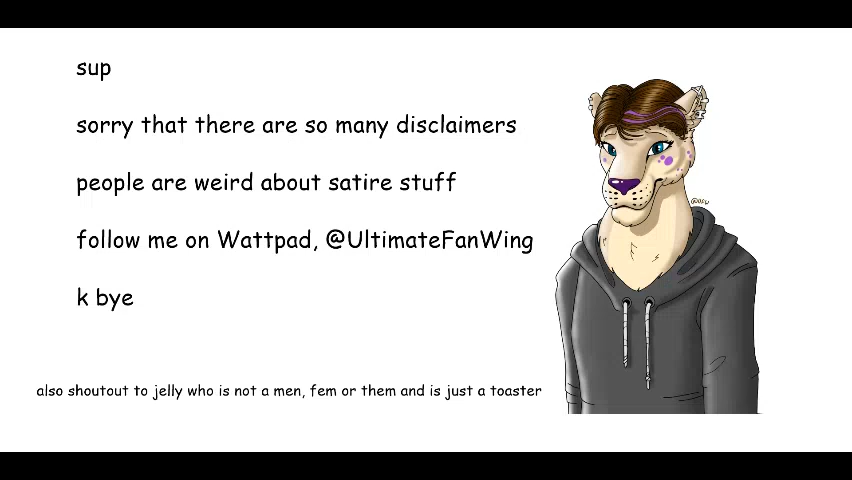 sup
sorry that there are so many disclaimers
people are weird about satire stuff
follow me on Wattpad, @UltimateFanWing
k bye
also shoutout to jelly who is not a men, fem or them and is just a toaster